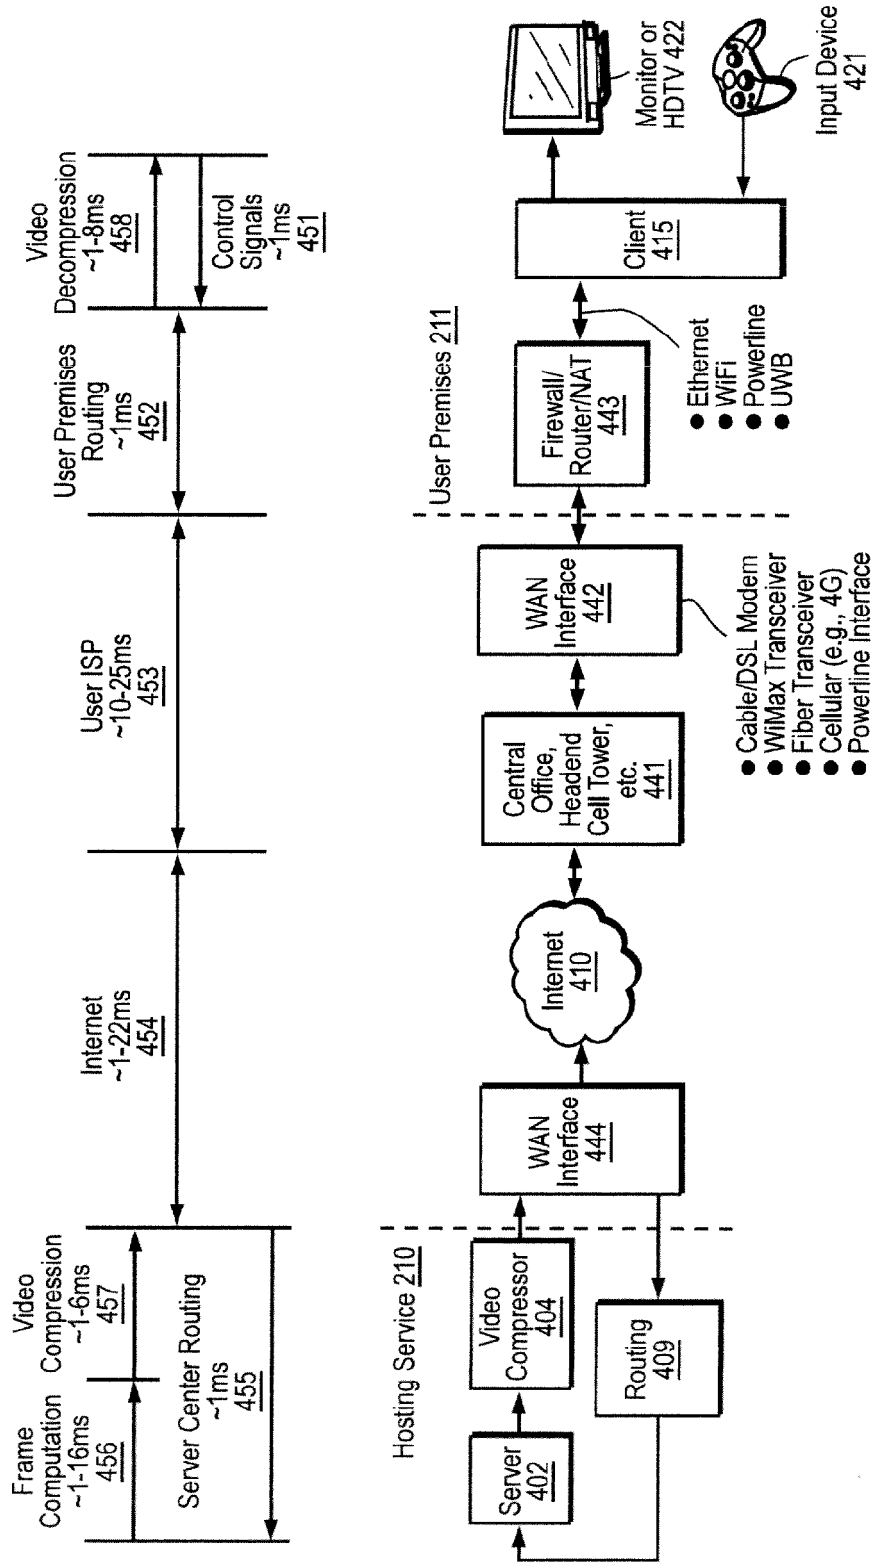 Frame
Computation
~1-16ms
456
Video
Compression
~1-6ms
457
Server Center Routing
~1ms
455
Internet
~1-22ms
454
User ISP
~10-25ms
453
User Premises
Routing
~1ms
452
Video
Decompression
~1-8ms
458
Control
Signals
~1ms
451
Hosting Service 210
Server
402
Video
Compressor
404
Routing
409
WAN
Interface
444
Internet
410
Central
Office,
Headend
Cell Tower,
etc.
441
WAN
Interface
442
● Cable/DSL Modem
● WiMax Transceiver
● Fiber Transceiver
● Cellular (e.g., 4G)
● Powerline Interface
User Premises 211
Firewall/
Router/NAT
443
● Ethernet
● WiFi
● Powerline
● UWB
Client
415
Monitor or
HDTV 422
Input Device
421